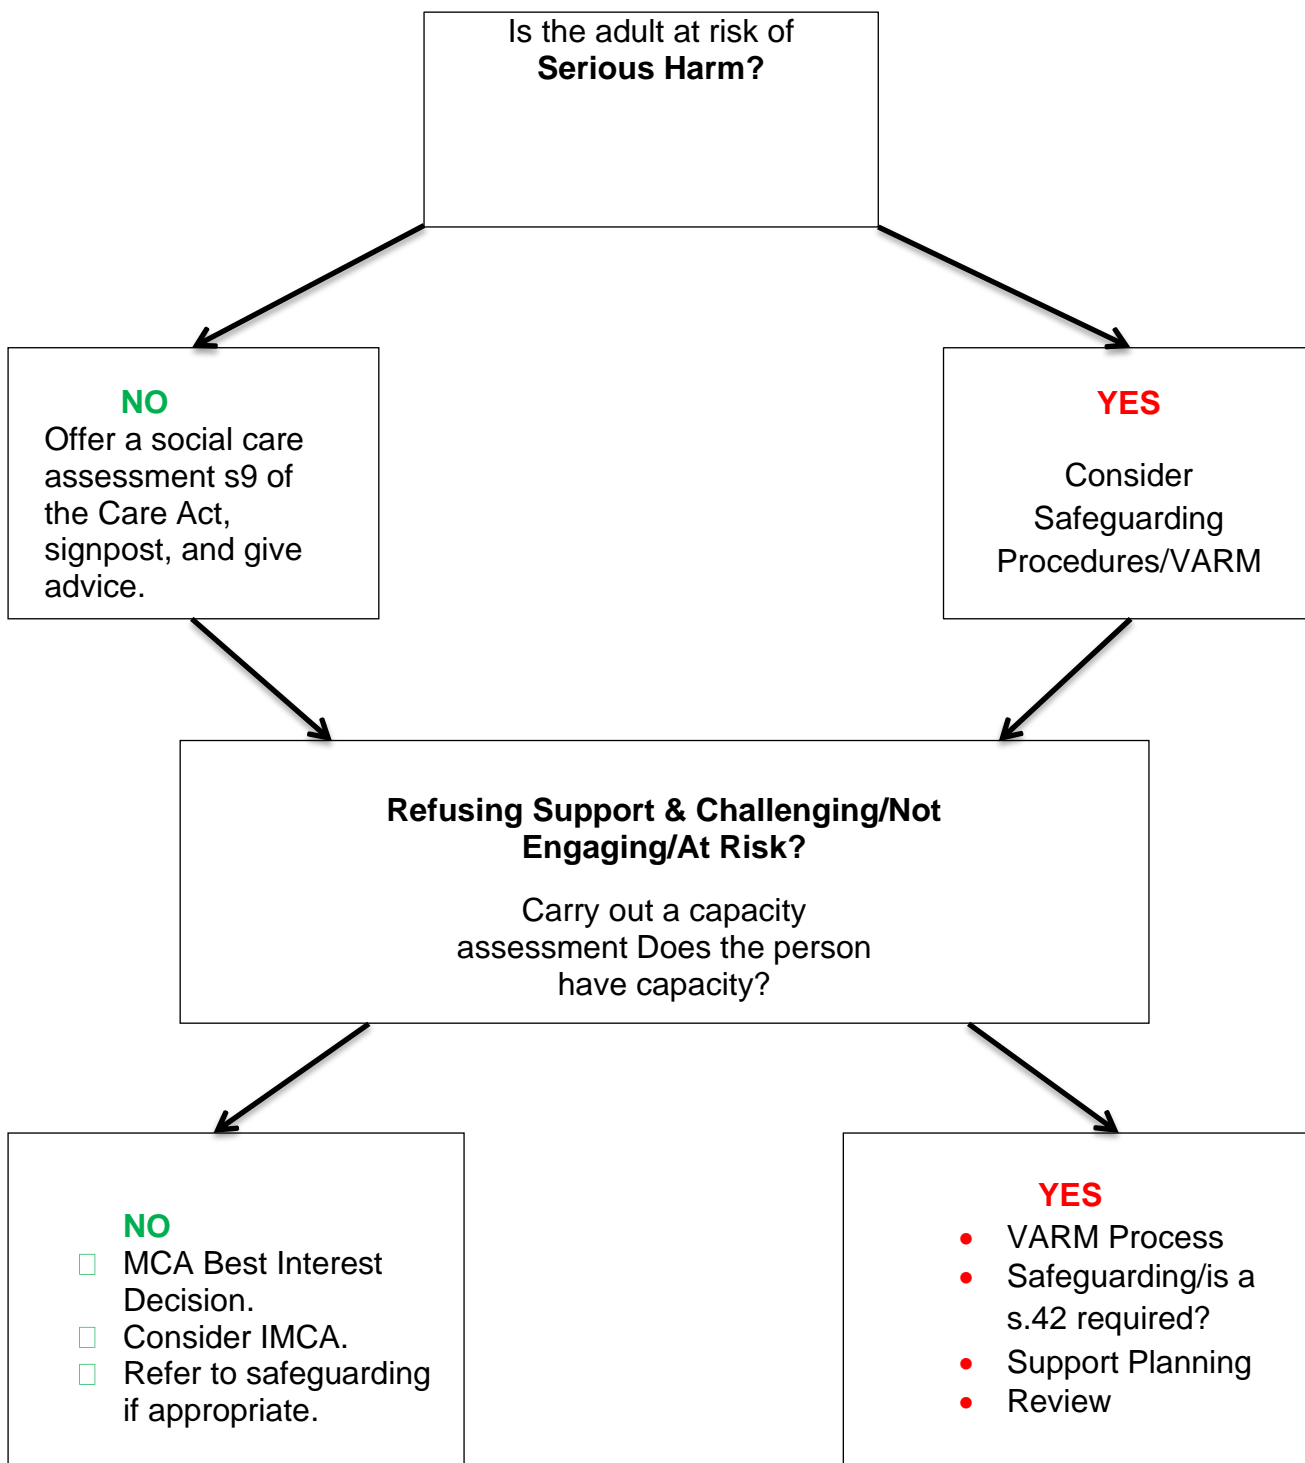 Is the adult at risk of
Serious Harm?
NO
Offer a social care
assessment s9 of
the Care Act,
signpost, and give
advice.
YES
Consider
Safeguarding
Procedures/VARM
Refusing Support & Challenging/Not
Engaging/At Risk?
Carry out a capacity
assessment Does the person
have capacity?
NO
MCA Best Interest
Decision.
Consider IMCA.
Refer to safeguarding
if appropriate.
YES
• VARM Process
• Safeguarding/is a
s.42 required?
• Support Planning
• Review